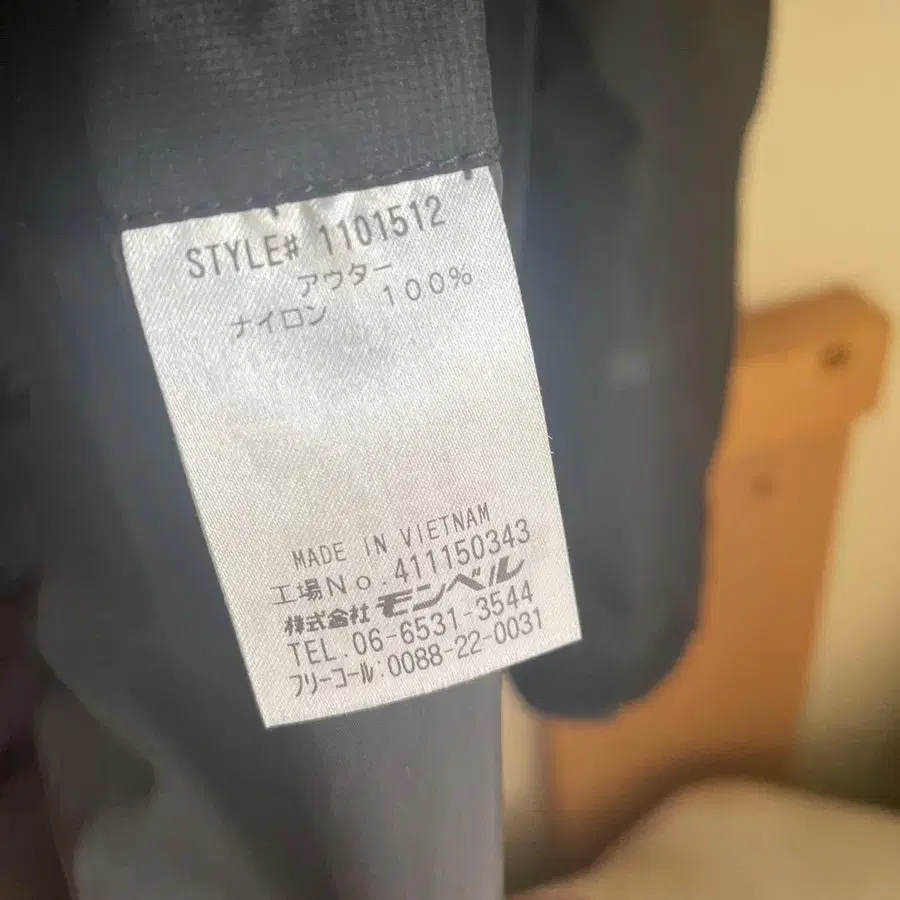 STYLE# 1101512
アウター
ナイロン 100%
MADE IN VIETNAM
工場No.411150343
株式会社 モンベル
TEL.06-6531-3544
フリーコール:0088-22-0031